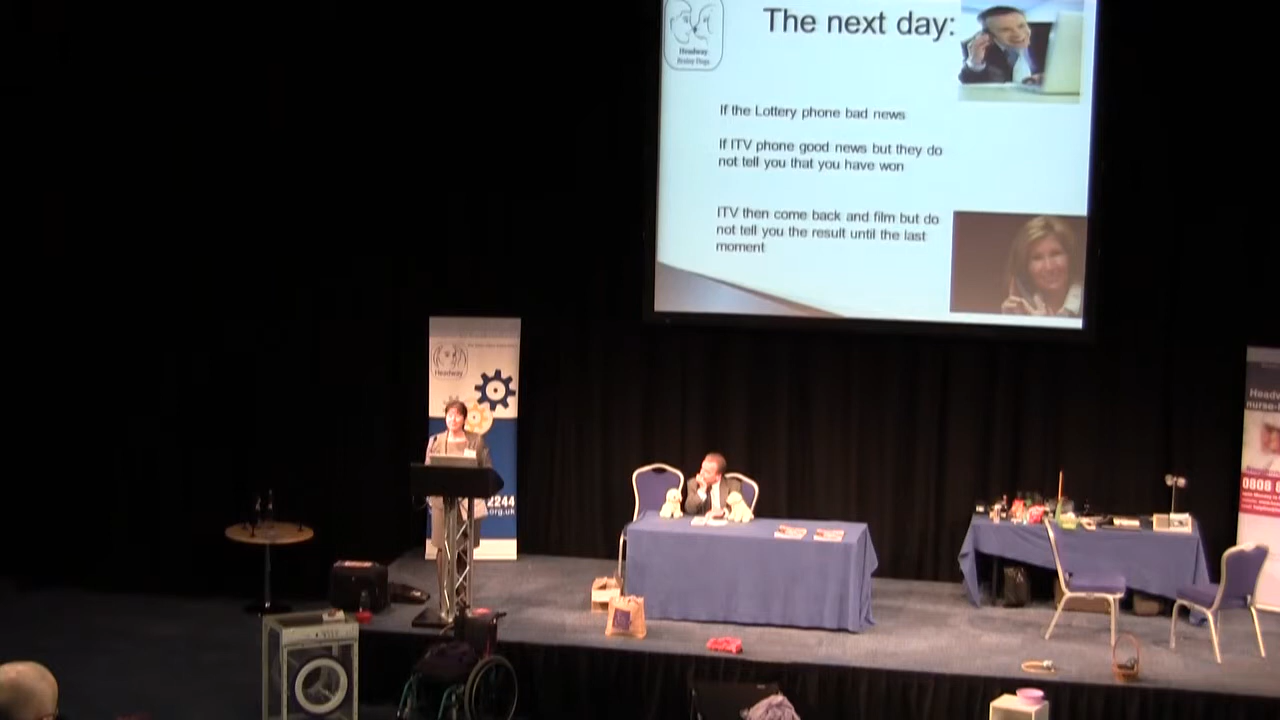 The next day:
Headway
Brainy Hugs
If the Lottery phone bad news
If ITV phone good news but they do
not tell you that you have won
ITV then come back and film but do
not tell you the result until the last
moment
Headway
2244
.org.uk
0808 8